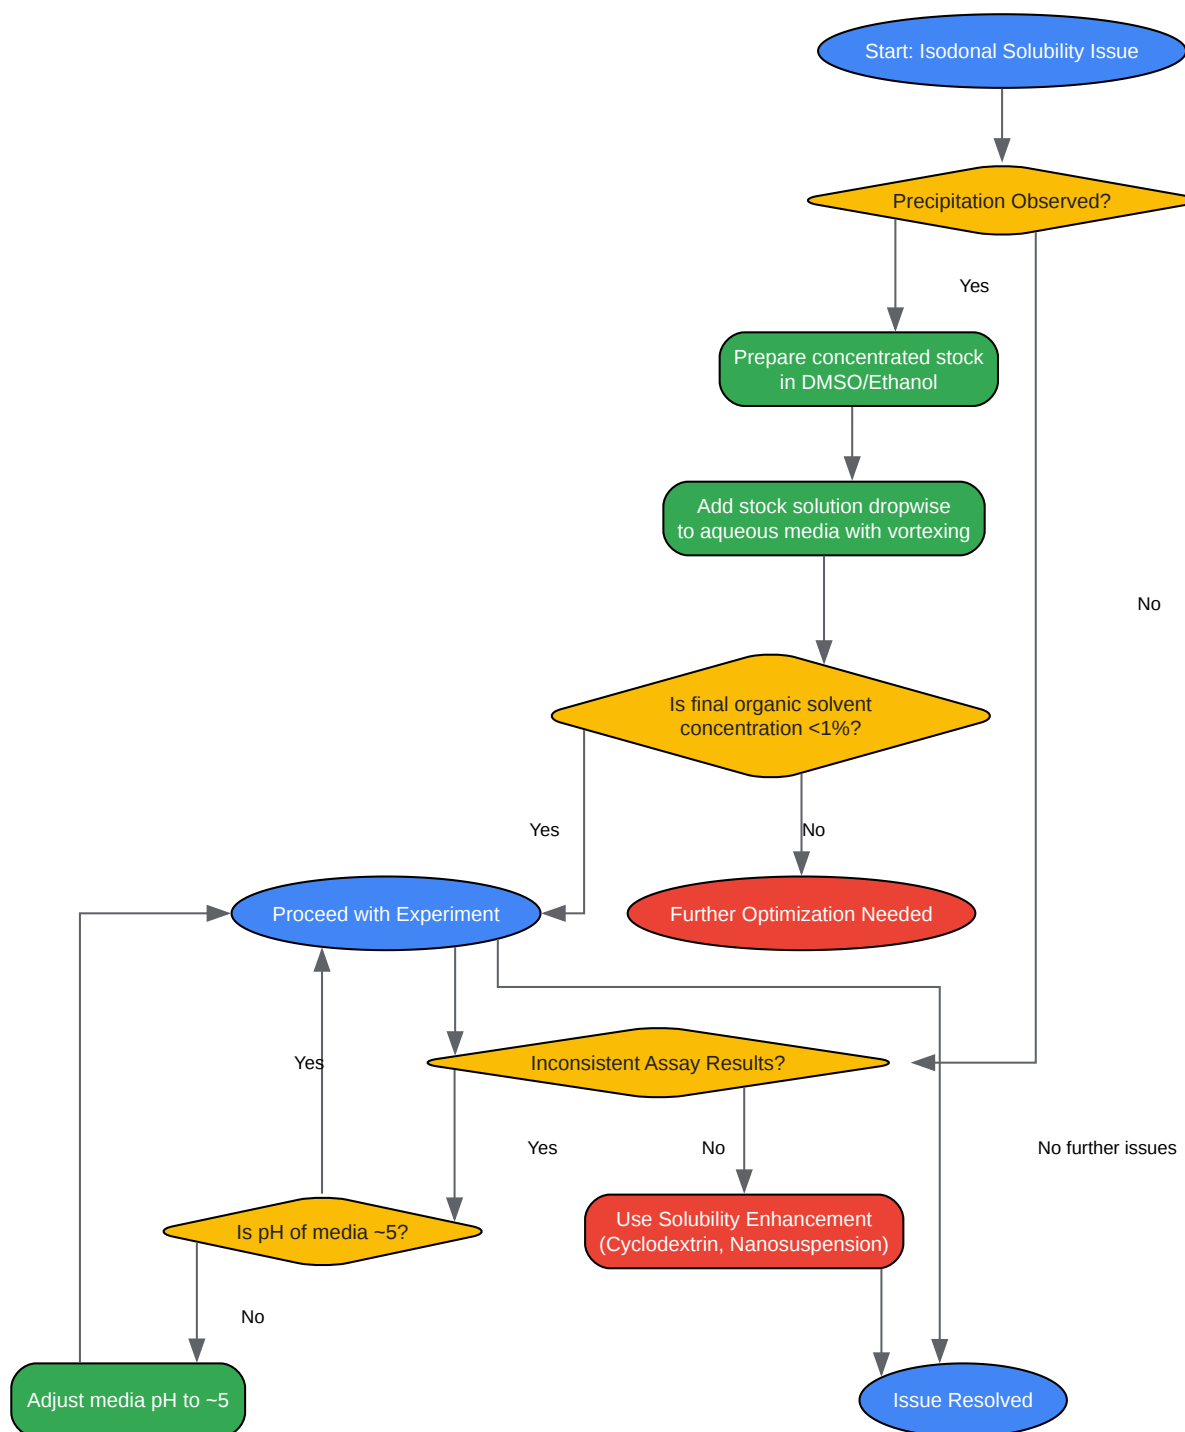 Start: Isodonal Solubility Issue
Precipitation Observed?
Yes
Prepare concentrated stock
in DMSO/Ethanol
Add stock solution dropwise
to aqueous media with vortexing
No
Is final organic solvent
concentration <1%?
Yes
No
Proceed with Experiment
Further Optimization Needed
Yes
Inconsistent Assay Results?
Yes
No
No further issues
Is pH of media ~5?
Use Solubility Enhancement
(Cyclodextrin, Nanosuspension)
No
Adjust media pH to ~5
Issue Resolved